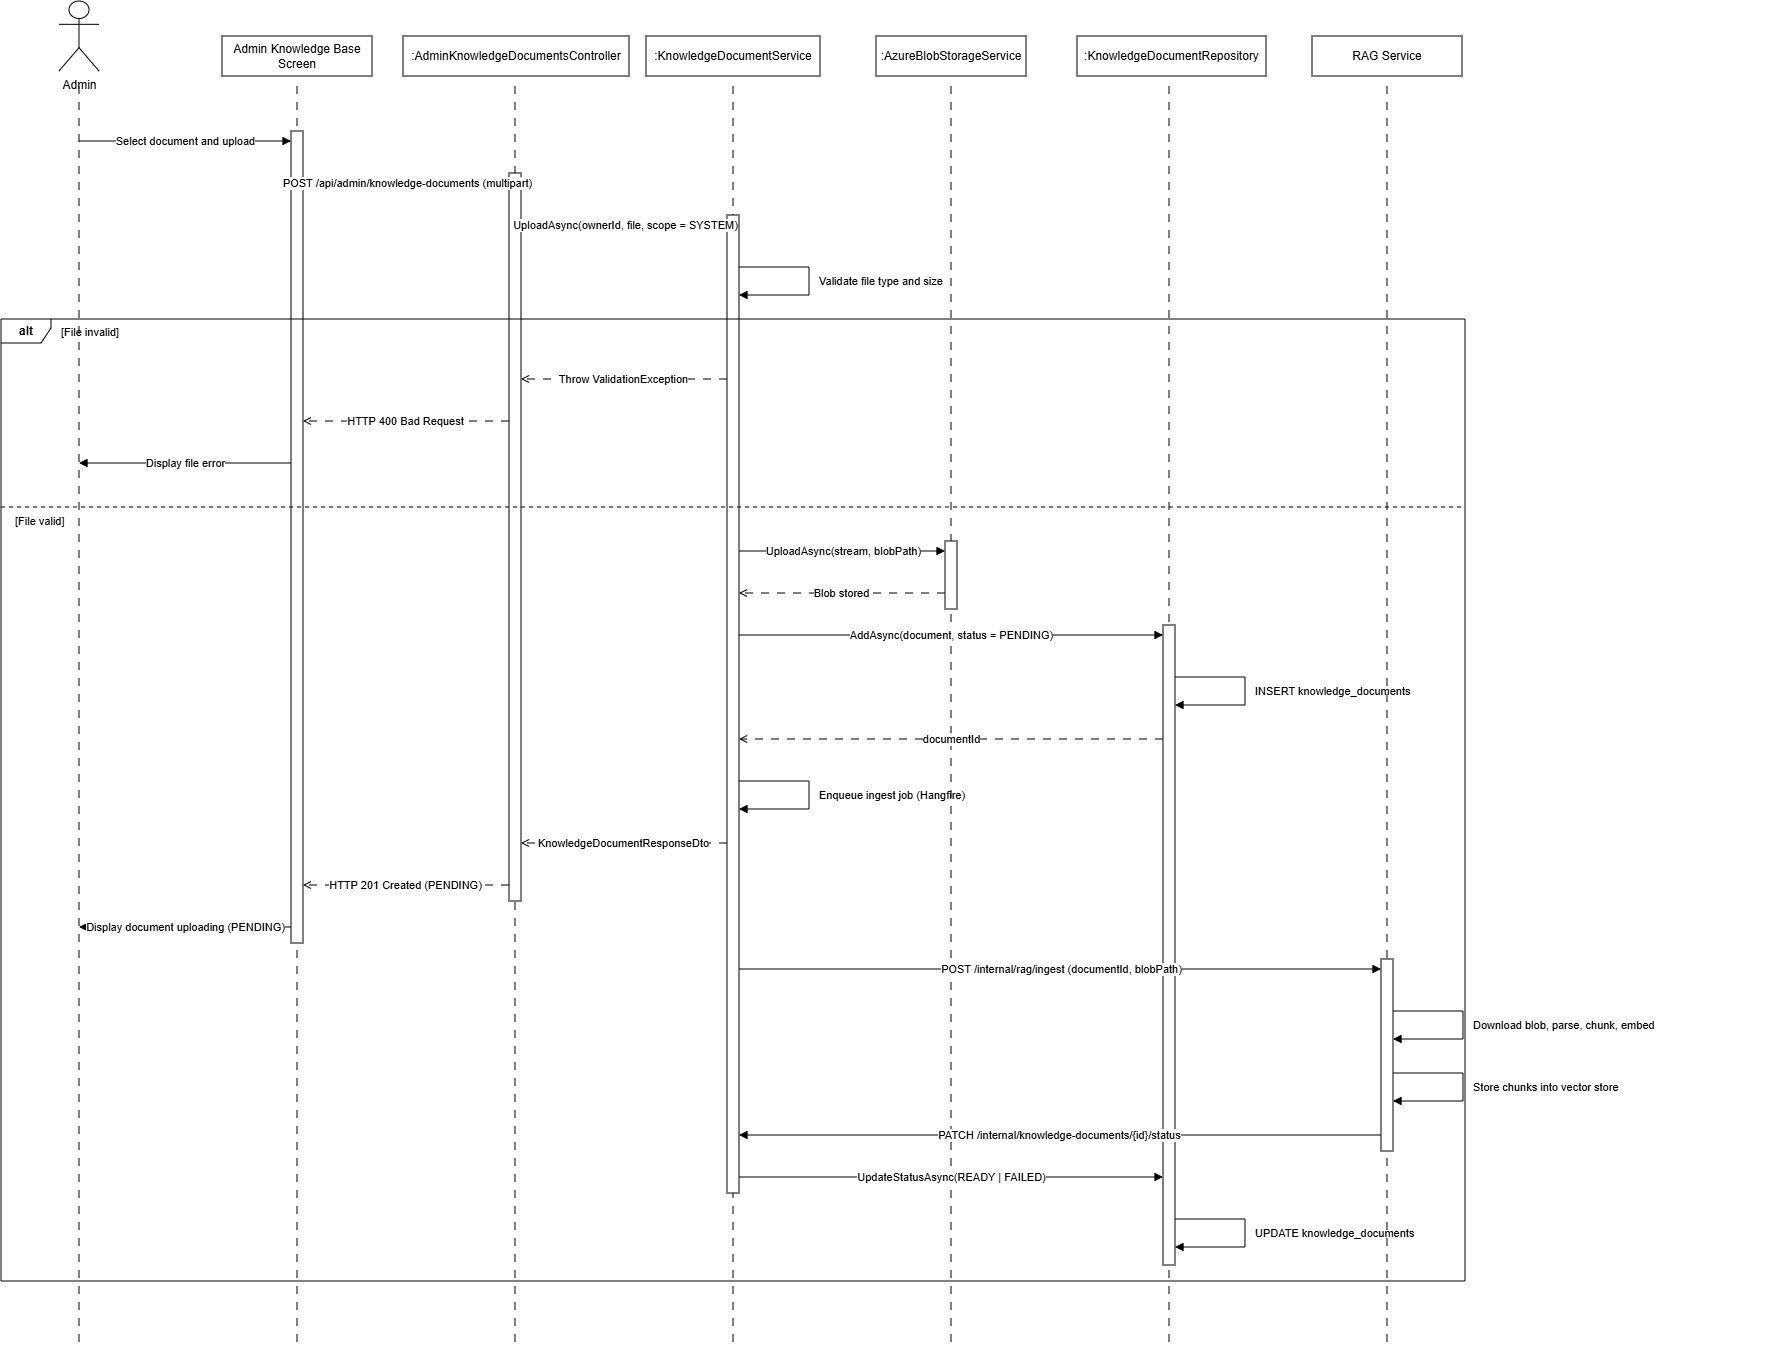 Admin
Admin Knowledge Base
Screen
:AdminKnowledgeDocumentsController
:KnowledgeDocumentService
:AzureBlobStorageService
:KnowledgeDocumentRepository
RAG Service
Select document and upload
POST /api/admin/knowledge-documents (multipart)
UploadAsync(ownerId, file, scope = SYSTEM)
Validate file type and size
alt
[File invalid]
Throw ValidationException
HTTP 400 Bad Request
Display file error
[File valid]
UploadAsync(stream, blobPath)
Blob stored
AddAsync(document, status = PENDING)
INSERT knowledge_documents
documentId
Enqueue ingest job (Hangfire)
KnowledgeDocumentResponseDto
HTTP 201 Created (PENDING)
Display document uploading (PENDING)
POST /internal/rag/ingest (documentId, blobPath)
Download blob, parse, chunk, embed
Store chunks into vector store
PATCH /internal/knowledge-documents/{id}/status
UpdateStatusAsync(READY | FAILED)
UPDATE knowledge_documents